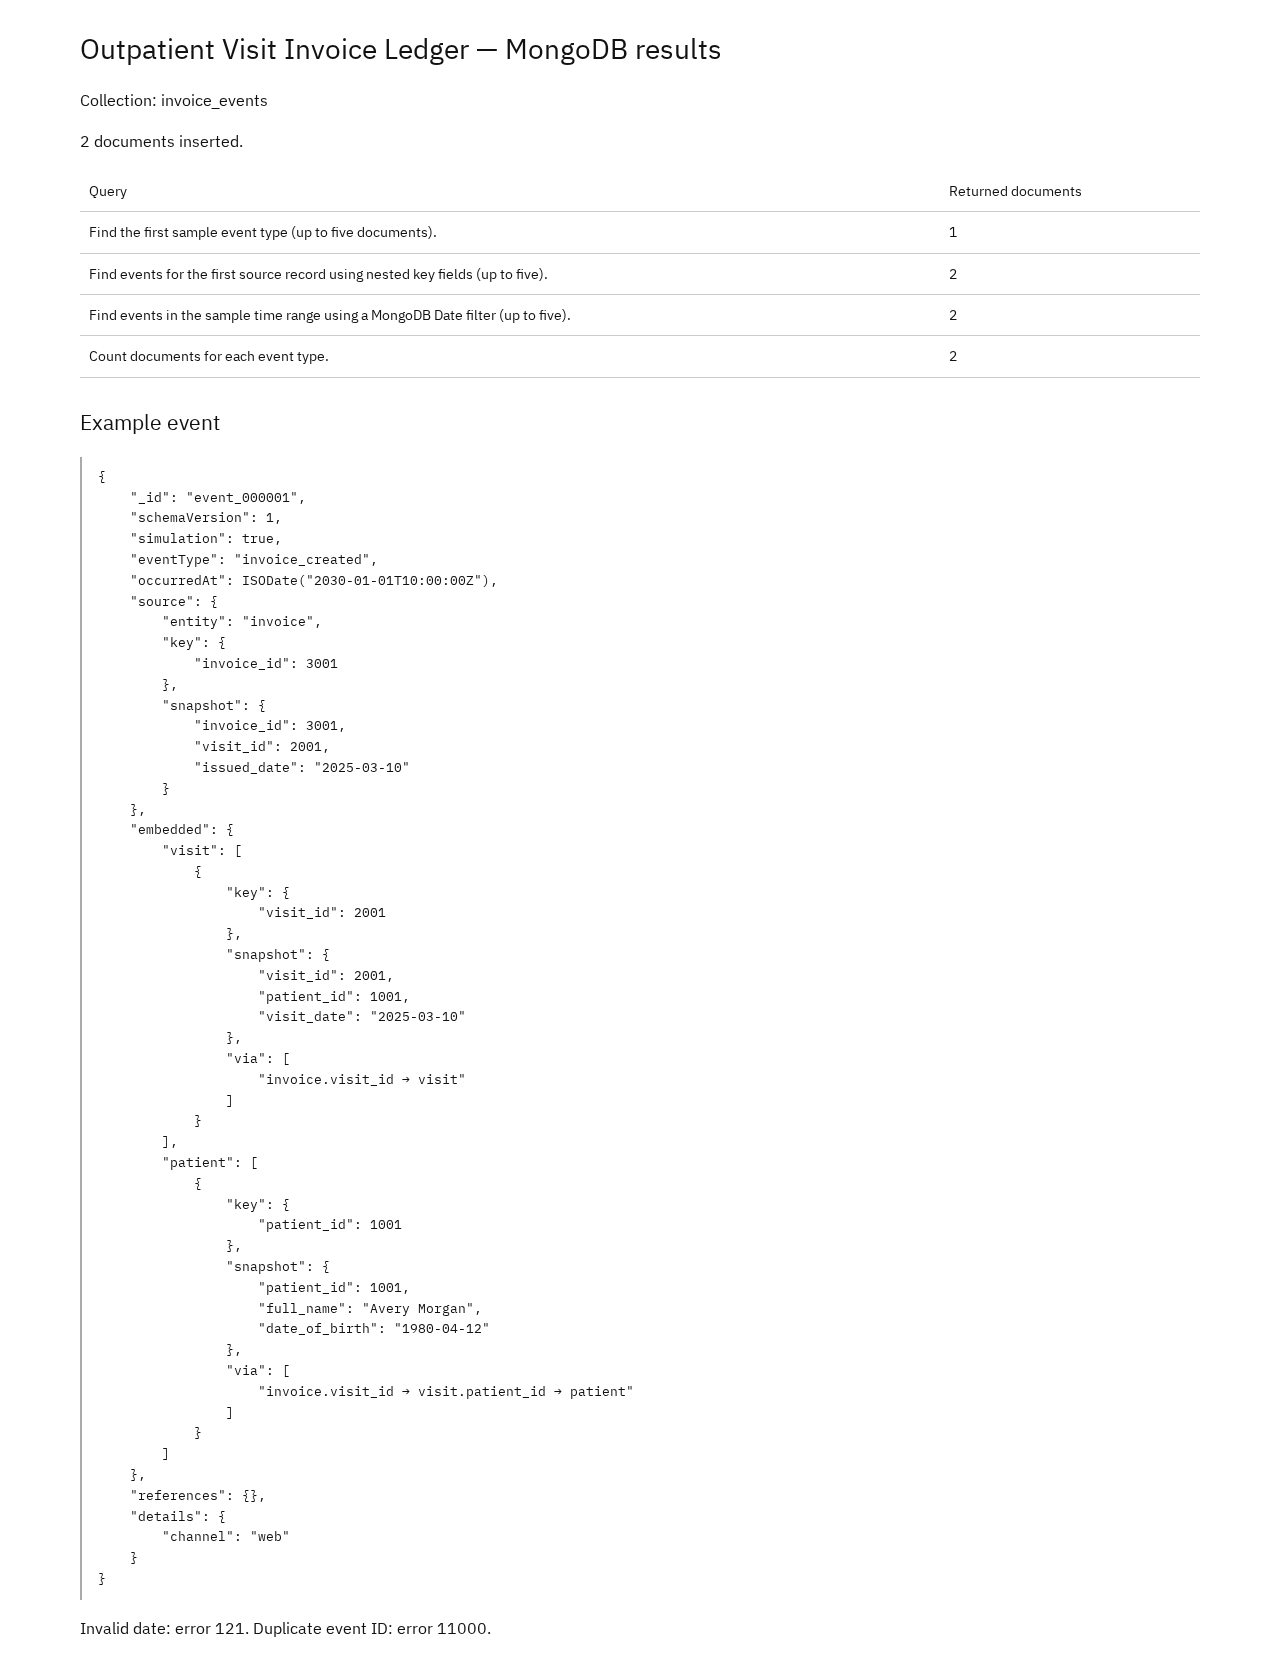 Outpatient Visit Invoice Ledger — MongoDB results
Collection: invoice_events
2 documents inserted.
Query Returned documents
Find the first sample event type (up to five documents). 1
Find events for the first source record using nested key fields (up to five). 2
Find events in the sample time range using a MongoDB Date filter (up to five). 2
Count documents for each event type. 2
Example event
{
    "_id": "event_000001",
    "schemaVersion": 1,
    "simulation": true,
    "eventType": "invoice_created",
    "occurredAt": ISODate("2030-01-01T10:00:00Z"),
    "source": {
        "entity": "invoice",
        "key": {
            "invoice_id": 3001
        },
        "snapshot": {
            "invoice_id": 3001,
            "visit_id": 2001,
            "issued_date": "2025-03-10"
        }
    },
    "embedded": {
        "visit": [
            {
                "key": {
                    "visit_id": 2001
                },
                "snapshot": {
                    "visit_id": 2001,
                    "patient_id": 1001,
                    "visit_date": "2025-03-10"
                },
                "via": [
                    "invoice.visit_id → visit"
                ]
            }
        ],
        "patient": [
            {
                "key": {
                    "patient_id": 1001
                },
                "snapshot": {
                    "patient_id": 1001,
                    "full_name": "Avery Morgan",
                    "date_of_birth": "1980-04-12"
                },
                "via": [
                    "invoice.visit_id → visit.patient_id → patient"
                ]
            }
        ]
    },
    "references": {},
    "details": {
        "channel": "web"
    }
}
Invalid date: error 121. Duplicate event ID: error 11000.